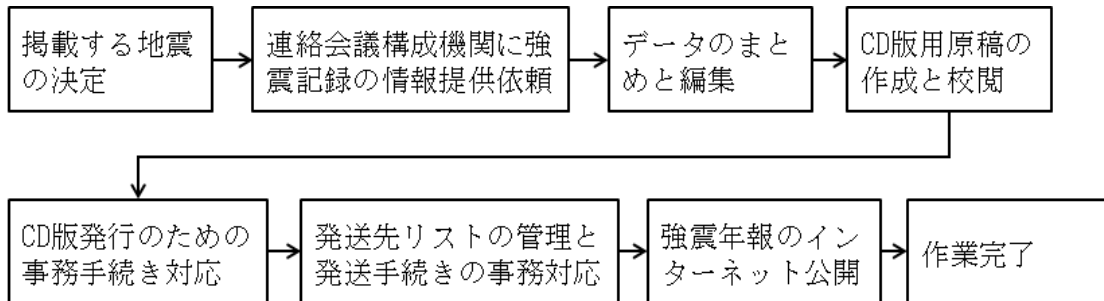 掲載する地震
の決定
連絡会議構成機関に強
震記録の情報提供依頼
データのまと
めと編集
CD版用原稿の
作成と校閲
CD版発行のための
事務手続き対応
発送先リストの管理と
発送手続きの事務対応
強震年報のイン
ターネット公開
作業完了